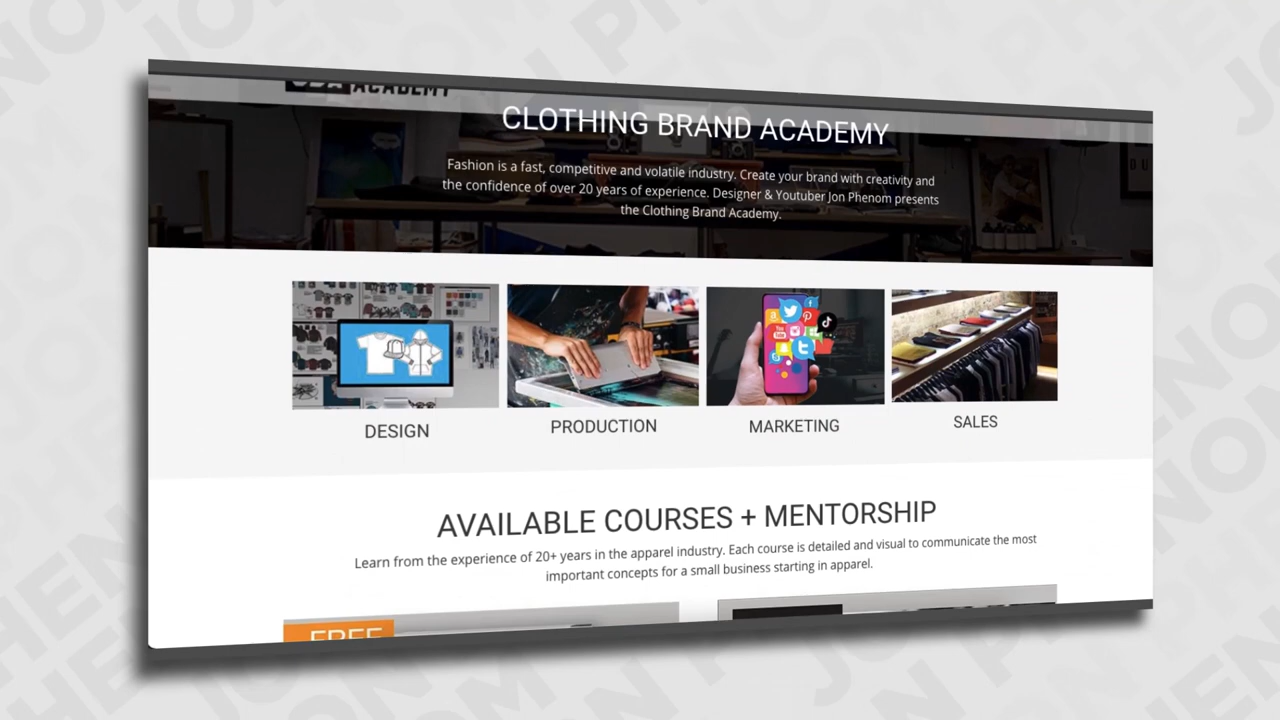 ACADEMY
CLOTHING BRAND ACADEMY
Fashion is a fast, competitive and volatile industry. Create your brand with creativity and
the confidence of over 20 years of experience. Designer & Youtuber Jon Phenom presents
the Clothing Brand Academy.
DESIGN
PRODUCTION
MARKETING
SALES
AVAILABLE COURSES + MENTORSHIP
Learn from the experience of 20+ years in the apparel industry. Each course is detailed and visual to communicate the most
important concepts for a small business starting in apparel.
FREE